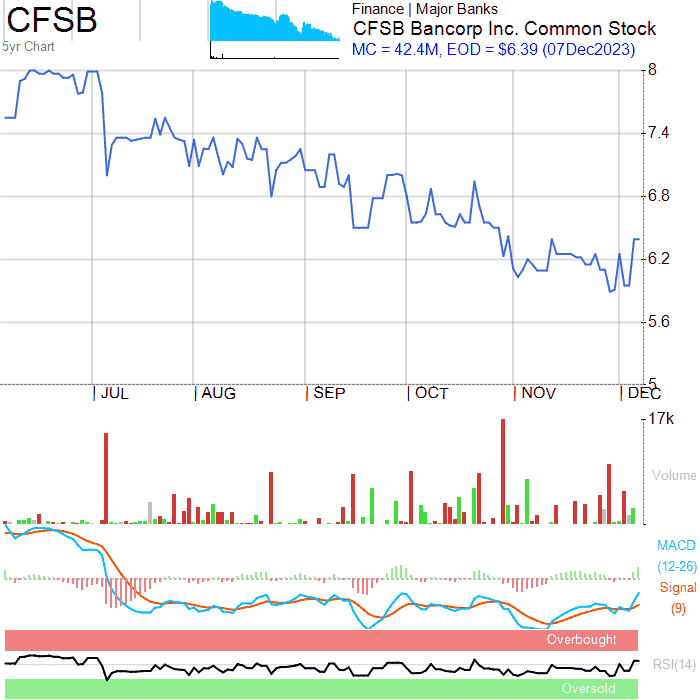 CFSB
5yr Chart
Finance | Major Banks
CFSB Bancorp Inc. Common Stock
MC = 42.4M, EOD = $6.39 (07Dec2023)
8
7.4
6.8
6.2
5.6
5
JUL AUG SEP OCT NOV DEC
17k
Volume
MACD
(12-26)
Signal
(9)
Overbought
RSI(14)
Oversold